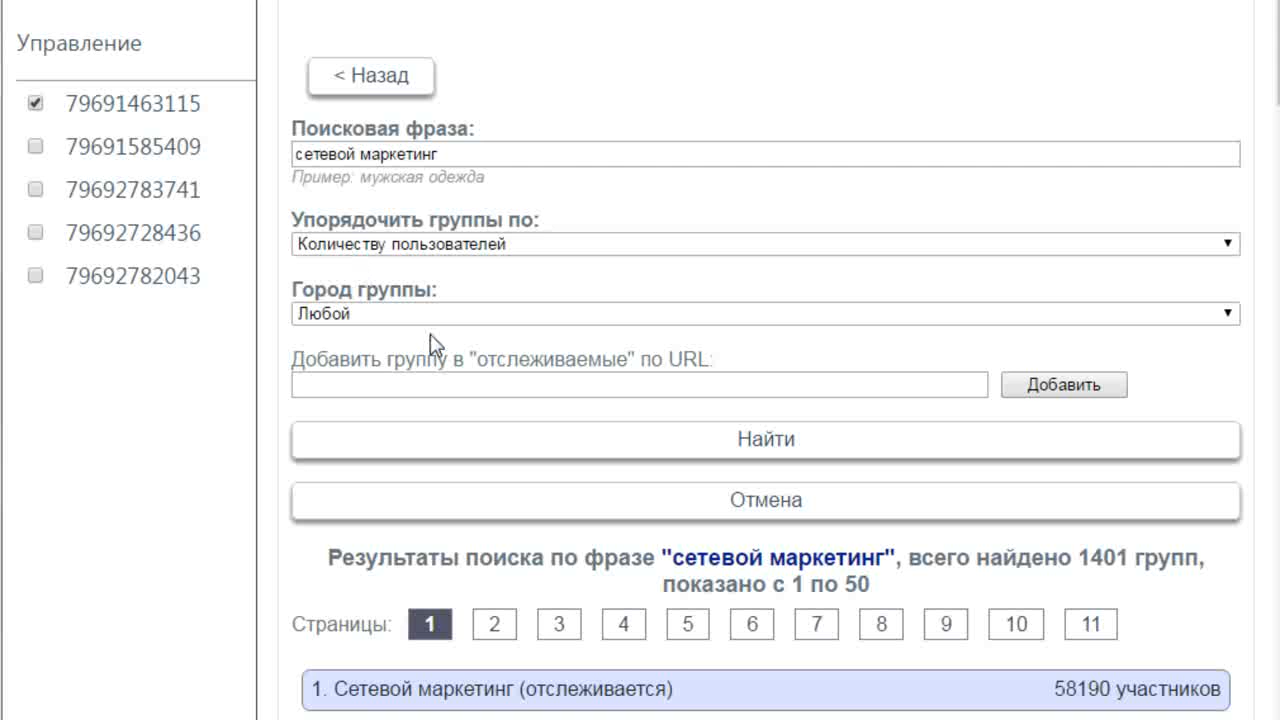 Управление
79691463115
79691585409
79692783741
79692728436
79692782043
< Назад
Поисковая фраза:
сетевой маркетинг
Пример: мужская одежда
Упорядочить группы по:
Количеству пользователей
Город группы:
Любой
Добавить группу в "отслеживаемые" по URL:
Добавить
Найти
Отмена
Результаты поиска по фразе "сетевой маркетинг", всего найдено 1401 групп,
показано с 1 по 50
Страницы: 1 2 3 4 5 6 7 8 9 10 11
1. Сетевой маркетинг (отслеживается) 58190 участников